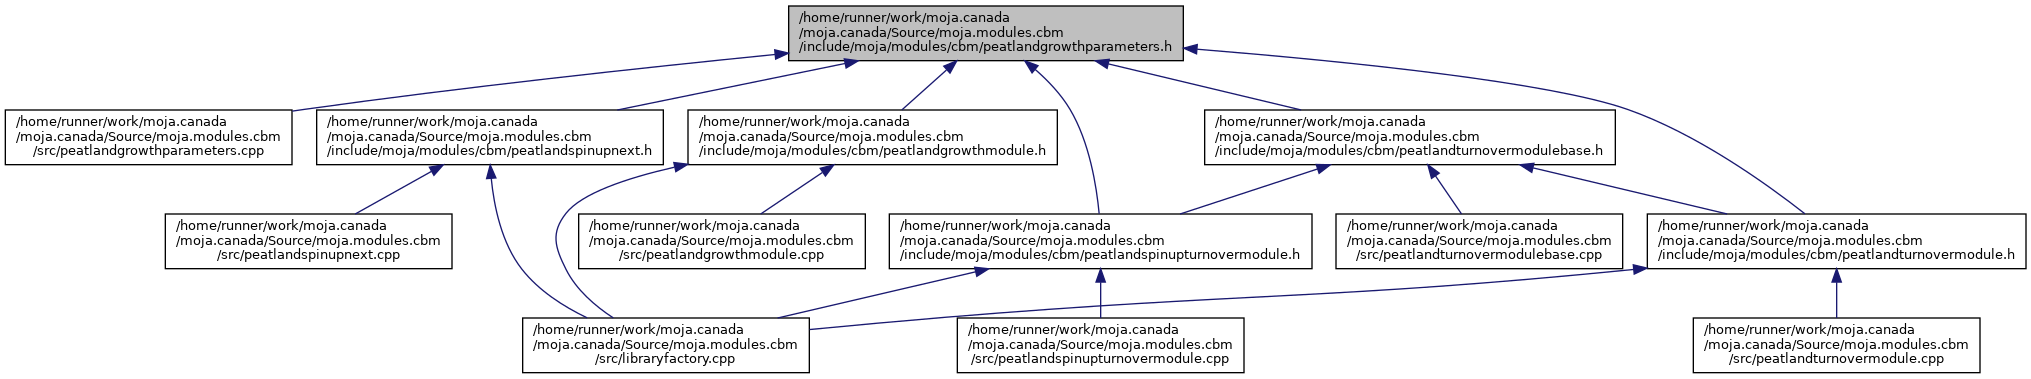 /home/runner/work/moja.canada
/moja.canada/Source/moja.modules.cbm
/include/moja/modules/cbm/peatlandgrowthparameters.h
/home/runner/work/moja.canada
/moja.canada/Source/moja.modules.cbm
/src/peatlandgrowthparameters.cpp
/home/runner/work/moja.canada
/moja.canada/Source/moja.modules.cbm
/include/moja/modules/cbm/peatlandspinupnext.h
/home/runner/work/moja.canada
/moja.canada/Source/moja.modules.cbm
/include/moja/modules/cbm/peatlandgrowthmodule.h
/home/runner/work/moja.canada
/moja.canada/Source/moja.modules.cbm
/include/moja/modules/cbm/peatlandturnovermodulebase.h
/home/runner/work/moja.canada
/moja.canada/Source/moja.modules.cbm
/src/peatlandspinupnext.cpp
/home/runner/work/moja.canada
/moja.canada/Source/moja.modules.cbm
/src/peatlandgrowthmodule.cpp
/home/runner/work/moja.canada
/moja.canada/Source/moja.modules.cbm
/include/moja/modules/cbm/peatlandspinupturnovermodule.h
/home/runner/work/moja.canada
/moja.canada/Source/moja.modules.cbm
/src/peatlandturnovermodulebase.cpp
/home/runner/work/moja.canada
/moja.canada/Source/moja.modules.cbm
/include/moja/modules/cbm/peatlandturnovermodule.h
/home/runner/work/moja.canada
/moja.canada/Source/moja.modules.cbm
/src/libraryfactory.cpp
/home/runner/work/moja.canada
/moja.canada/Source/moja.modules.cbm
/src/peatlandspinupturnovermodule.cpp
/home/runner/work/moja.canada
/moja.canada/Source/moja.modules.cbm
/src/peatlandturnovermodule.cpp